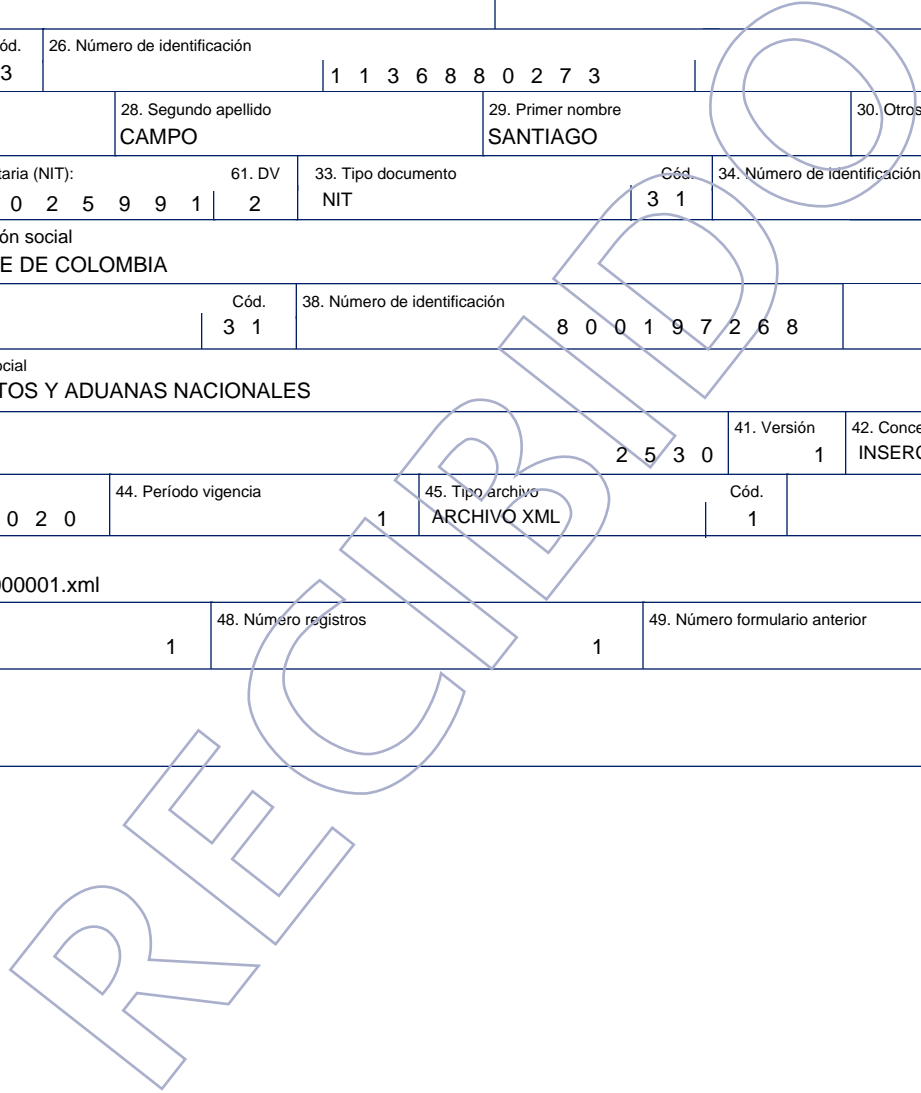 ód. 26. Número de identificación
3 1 1 3 6 8 8 0 2 7 3
28. Segundo apellido 29. Primer nombre 30. Otros
CAMPO SANTIAGO
taria (NIT): 61. DV 33. Tipo documento Cód. 34. Número de identificación
0 2 5 9 9 1 2 NIT 3 1
ón social
E DE COLOMBIA
Cód. 38. Número de identificación
3 1 8 0 0 1 9 7 2 6 8
ocial
TOS Y ADUANAS NACIONALES
41. Versión 42. Conce
2 5 3 0 1 INSERC
44. Período vigencia 45. Tipo archivo Cód.
0 2 0 1 ARCHIVO XML 1
000001.xml
48. Número registros 49. Número formulario anterior
1 1
RECIBIDO